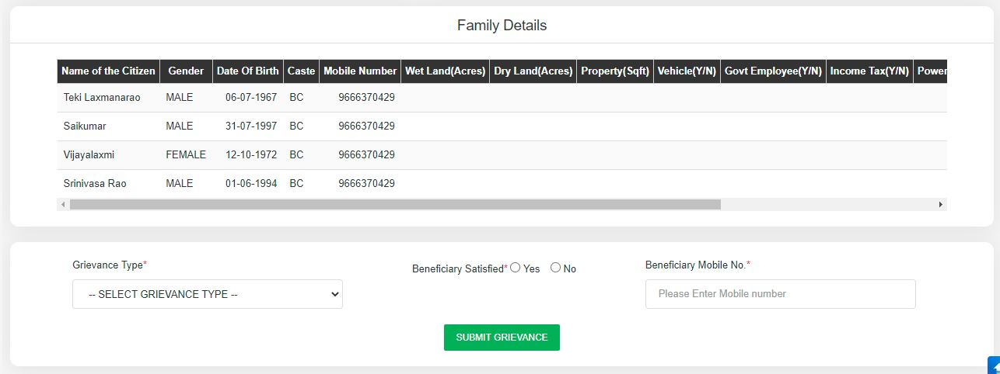 Family Details
Name of the Citizen Gender Date Of Birth Caste Mobile Number Wet Land(Acres) Dry Land(Acres) Property(Sqft) Vehicle(Y/N) Govt Employee(Y/N) Income Tax(Y/N) Power
Teki Laxmanarao MALE 06-07-1967 BC 9666370429
Saikumar MALE 31-07-1997 BC 9666370429
Vijayalaxmi FEMALE 12-10-1972 BC 9666370429
Srinivasa Rao MALE 01-06-1994 BC 9666370429
Grievance Type* Beneficiary Satisfied* Yes No Beneficiary Mobile No.*
-- SELECT GRIEVANCE TYPE -- Please Enter Mobile number
SUBMIT GRIEVANCE